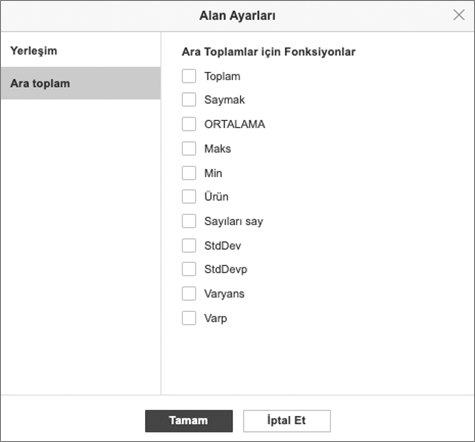 Alan Ayarları
Yerleşim
Ara toplam
Ara Toplamlar için Fonksiyonlar
Toplam
Saymak
ORTALAMA
Maks
Min
Ürün
Sayıları say
StdDev
StdDevp
Varyans
Varp
Tamam
İptal Et